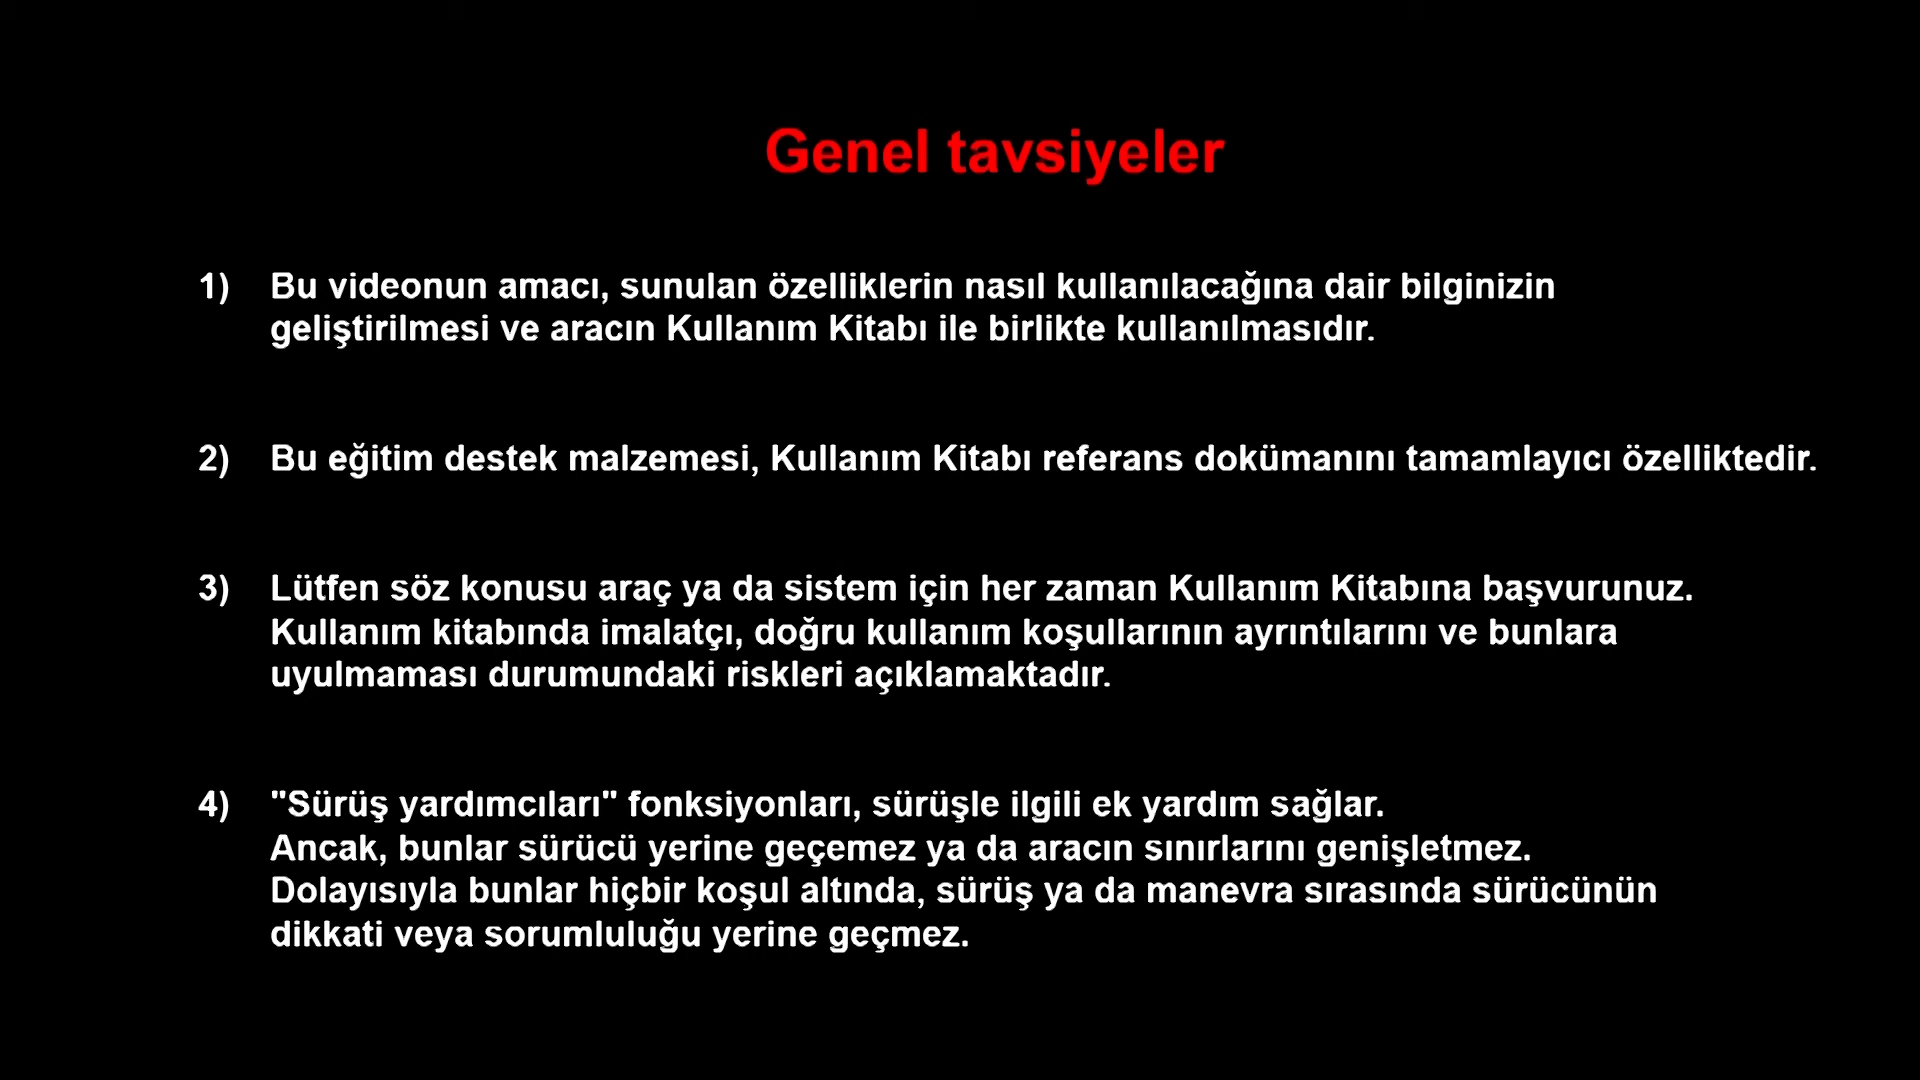 Genel tavsiyeler
1) Bu videonun amacı, sunulan özelliklerin nasıl kullanılacağına dair bilginizin
geliştirilmesi ve aracın Kullanım Kitabı ile birlikte kullanılmasıdır.
2) Bu eğitim destek malzemesi, Kullanım Kitabı referans dokümanını tamamlayıcı özelliktedir.
3) Lütfen söz konusu araç ya da sistem için her zaman Kullanım Kitabına başvurunuz.
Kullanım kitabında imalatçı, doğru kullanım koşullarının ayrıntılarını ve bunlara
uyulmaması durumundaki riskleri açıklamaktadır.
4) "Sürüş yardımcıları" fonksiyonları, sürüşle ilgili ek yardım sağlar.
Ancak, bunlar sürücü yerine geçemez ya da aracın sınırlarını genişletmez.
Dolayısıyla bunlar hiçbir koşul altında, sürüş ya da manevra sırasında sürücünün
dikkati veya sorumluluğu yerine geçmez.